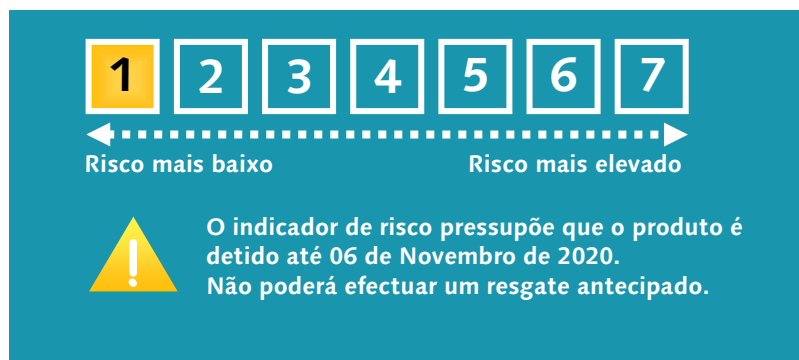 1 2 3 4 5 6 7
Risco mais baixo Risco mais elevado
O indicador de risco pressupõe que o produto é
detido até 06 de Novembro de 2020.
Não poderá efectuar um resgate antecipado.